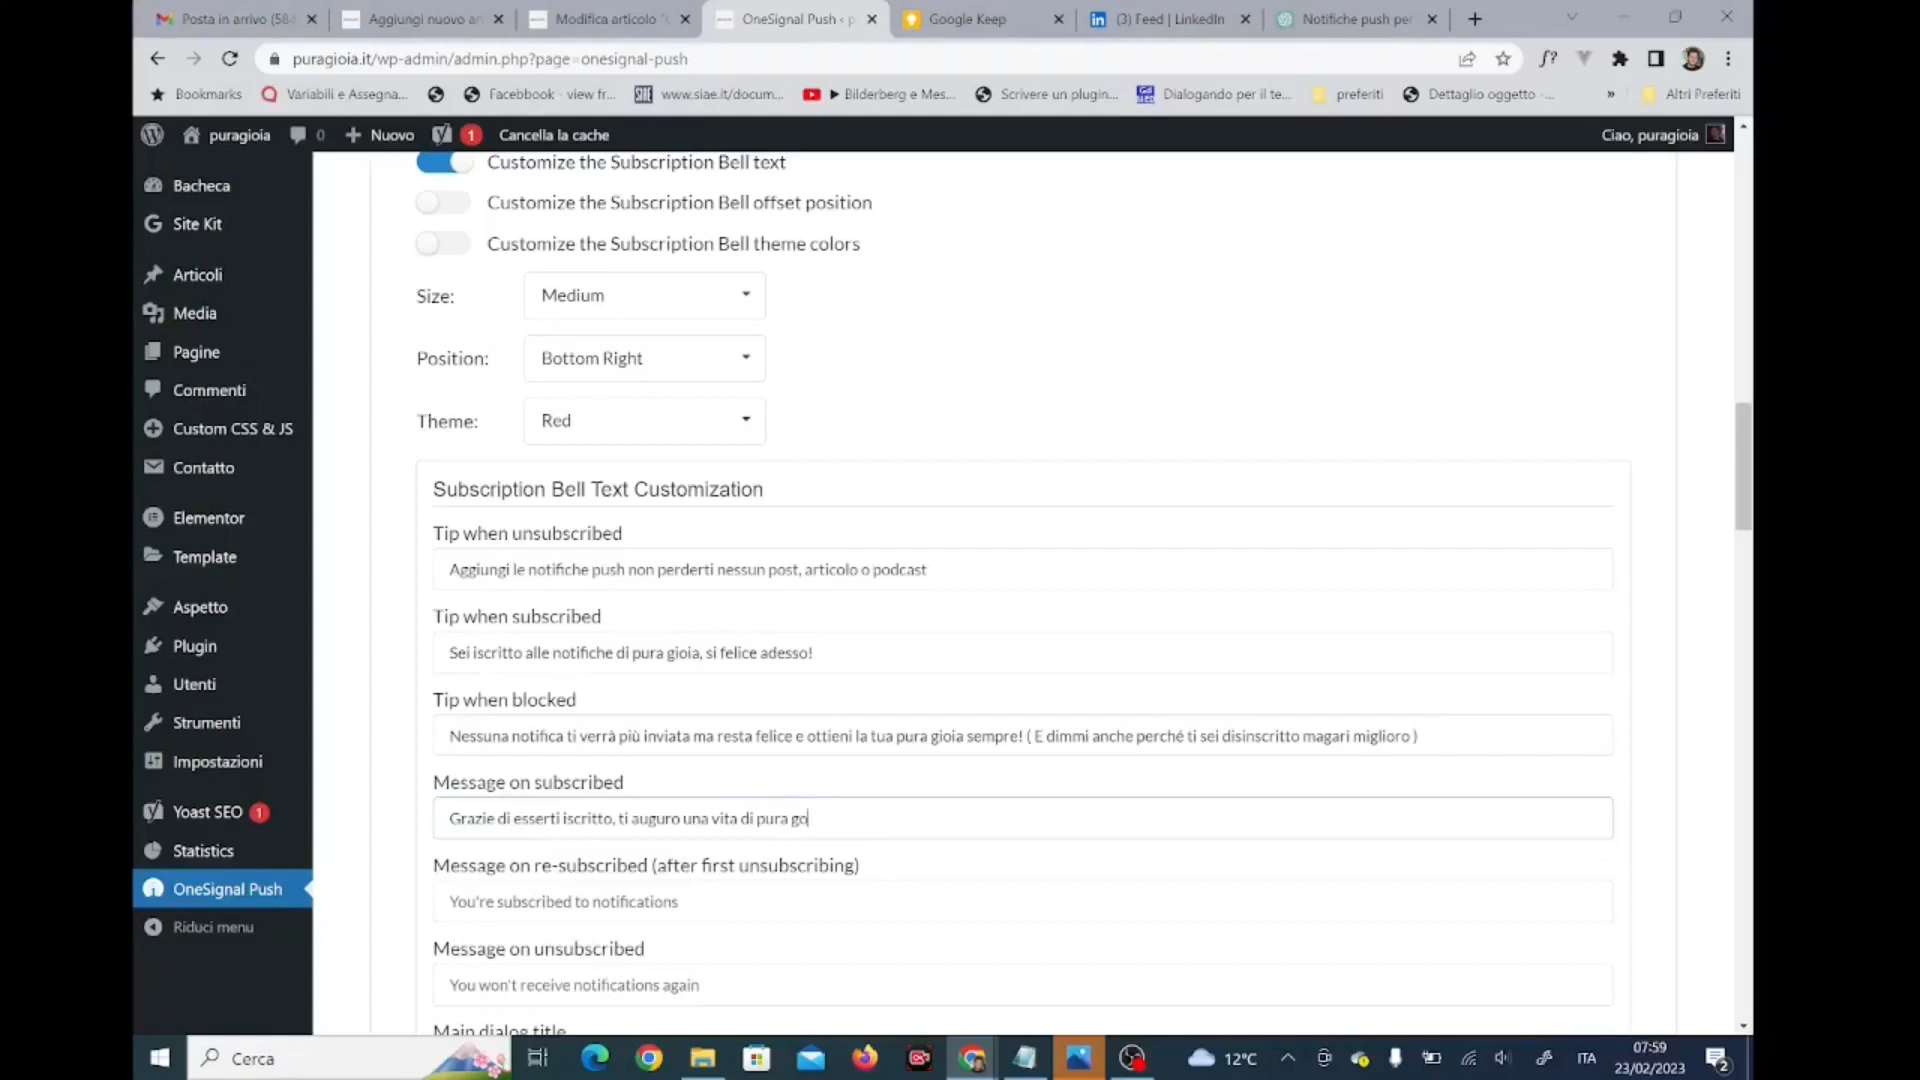 Posta in arrivo (584
Aggiungi nuovo ar
Modifica articolo "
OneSignal Push ‹ p
Google Keep
(3) Feed | LinkedIn
Notifiche push per
puragioia.it/wp-admin/admin.php?page=onesignal-push
f?
Bookmarks
Variabili e Assegna...
Facebbook - view fr...
www.siae.it/docum...
► Bilderberg e Mes...
Scrivere un plugin...
Dialogando per il te...
preferiti
Dettaglio oggetto -...
»
Altri Preferiti
puragioia
0
Nuovo
1
Cancella la cache
Ciao, puragioia
Bacheca
Site Kit
Articoli
Media
Pagine
Commenti
Custom CSS & JS
Contatto
Elementor
Template
Aspetto
Plugin
Utenti
Strumenti
Impostazioni
Yoast SEO 1
Statistics
OneSignal Push
Riduci menu
Customize the Subscription Bell text
Customize the Subscription Bell offset position
Customize the Subscription Bell theme colors
Size: Medium
Position: Bottom Right
Theme: Red
Subscription Bell Text Customization
Tip when unsubscribed
Aggiungi le notifiche push non perderti nessun post, articolo o podcast
Tip when subscribed
Sei iscritto alle notifiche di pura gioia, si felice adesso!
Tip when blocked
Nessuna notifica ti verrà più inviata ma resta felice e ottieni la tua pura gioia sempre! ( E dimmi anche perché ti sei disinscritto magari miglioro )
Message on subscribed
Grazie di esserti iscritto, ti auguro una vita di pura go
Message on re-subscribed (after first unsubscribing)
You're subscribed to notifications
Message on unsubscribed
You won't receive notifications again
Main dialog title
Cerca
12°C
ITA
07:59
23/02/2023
2